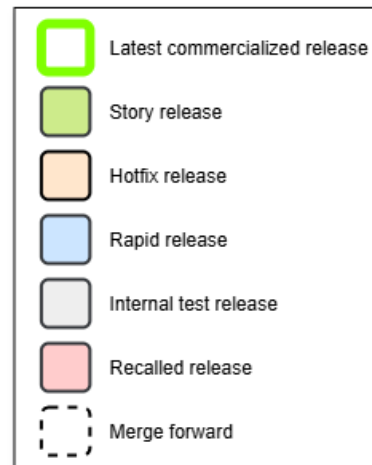 Latest commercialized release
Story release
Hotfix release
Rapid release
Internal test release
Recalled release
Merge forward